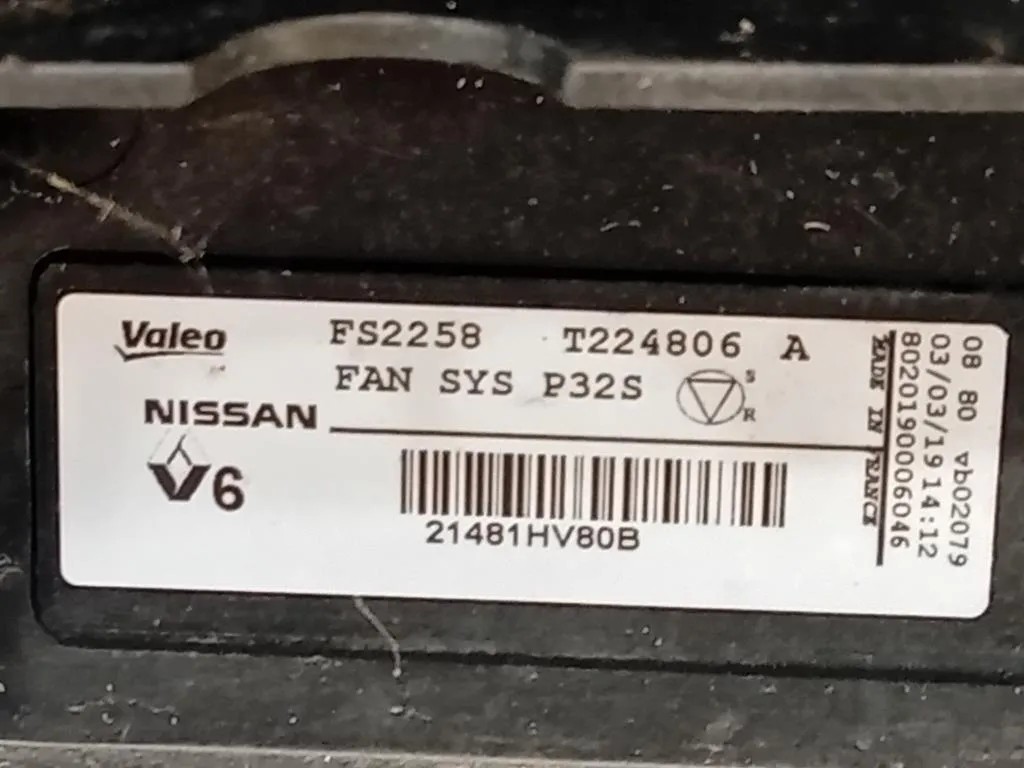 Valeo FS2258 T224806 A
FAN SYS P32S
S
R
NISSAN
6
21481HV80B
MADE IN FRANCE
8020190006046
03/03/19 14:12
08 80 vb02079